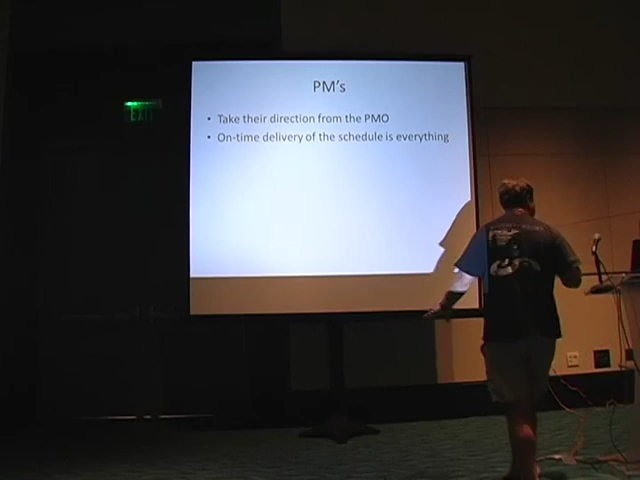 PM's
• Take their direction from the PMO
• On-time delivery of the schedule is everything
EXIT